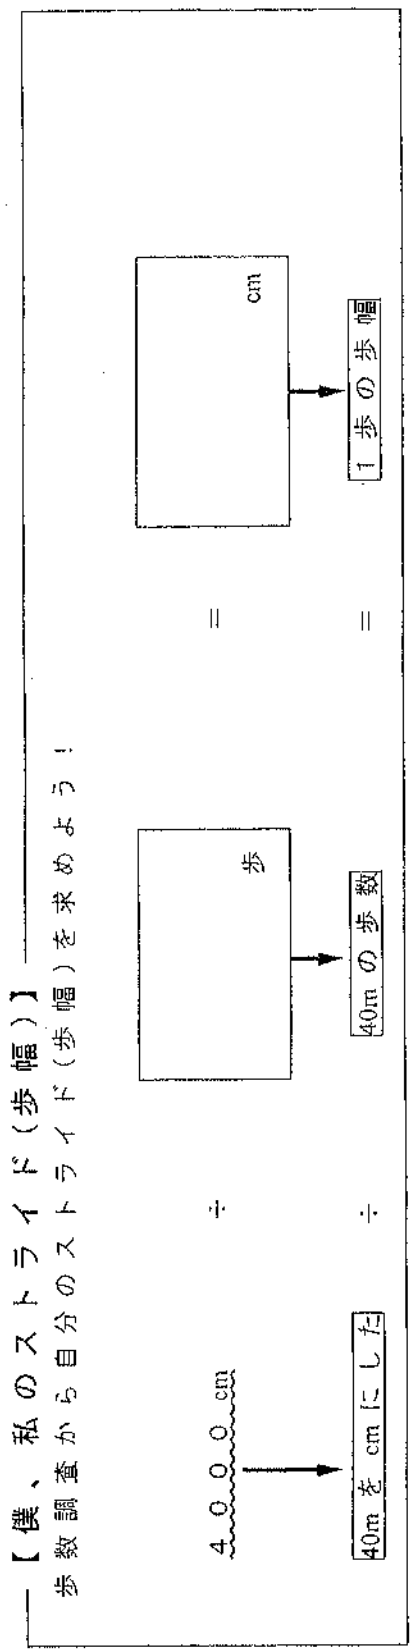 【僕、私のストライド(歩幅)】
歩数調査から自分のストライド(歩幅)を求めよう!
4000cm ÷ 歩 = cm
40mをcmにした ÷ 40mの歩数 = 1歩の歩幅